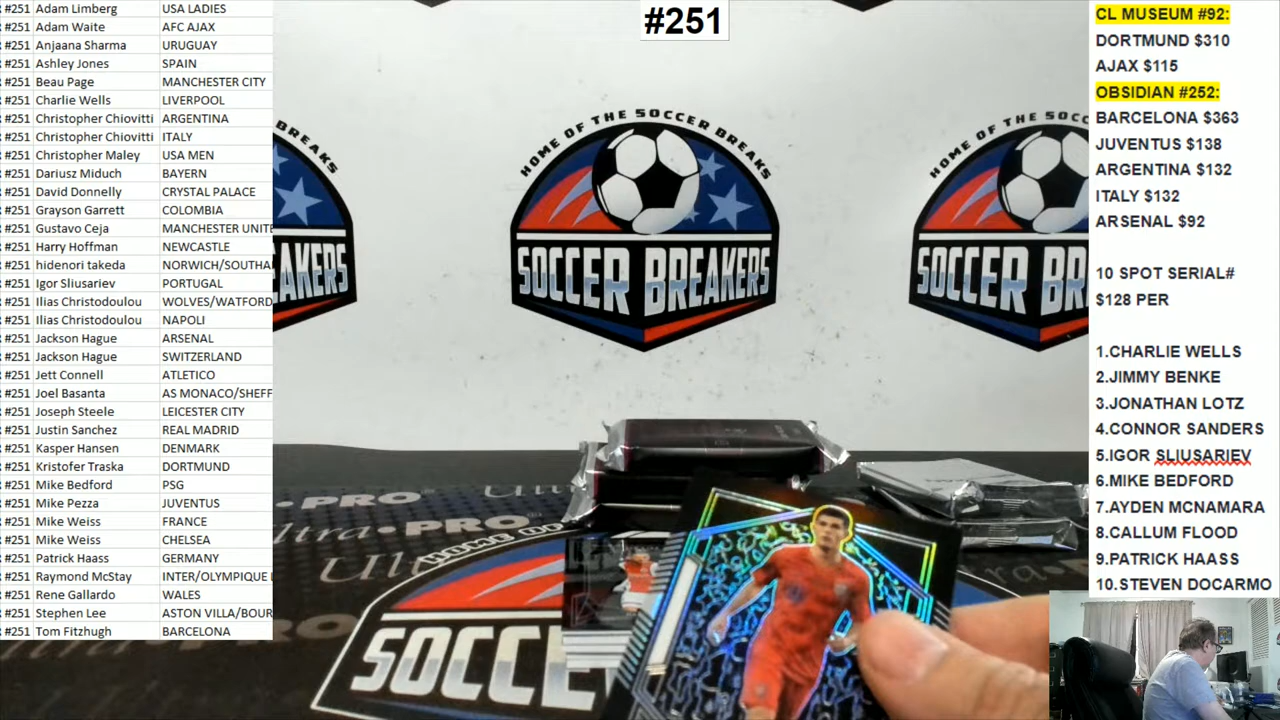 #251 Adam Limberg USA LADIES
#251 Adam Waite AFC AJAX
#251 Anjaana Sharma URUGUAY
#251 Ashley Jones SPAIN
#251 Beau Page MANCHESTER CITY
#251 Charlie Wells LIVERPOOL
#251 Christopher Chiovitti ARGENTINA
#251 Christopher Chiovitti ITALY
#251 Christopher Maley USA MEN
#251 Dariusz Miduch BAYERN
#251 David Donnelly CRYSTAL PALACE
#251 Grayson Garrett COLOMBIA
#251 Gustavo Ceja MANCHESTER UNITE
#251 Harry Hoffman NEWCASTLE
#251 hidenori takeda NORWICH/SOUTHA
#251 Igor Sliusariev PORTUGAL
#251 Ilias Christodoulou WOLVES/WATFORD
#251 Ilias Christodoulou NAPOLI
#251 Jackson Hague ARSENAL
#251 Jackson Hague SWITZERLAND
#251 Jett Connell ATLETICO
#251 Joel Basanta AS MONACO/SHEFF
#251 Joseph Steele LEICESTER CITY
#251 Justin Sanchez REAL MADRID
#251 Kasper Hansen DENMARK
#251 Kristofer Traska DORTMUND
#251 Mike Bedford PSG
#251 Mike Pezza JUVENTUS
#251 Mike Weiss FRANCE
#251 Mike Weiss CHELSEA
#251 Patrick Haass GERMANY
#251 Raymond McStay INTER/OLYMPIQUE
#251 Rene Gallardo WALES
#251 Stephen Lee ASTON VILLA/BOUR
#251 Tom Fitzhugh BARCELONA
#251
BREAKS
EAKERS
HOME OF THE SOCCER BREAKS
SOCCER BREAKERS
HOME OF THE SOCC
SOCCER BR
Ultra·PRO
SOCCE
CL MUSEUM #92:
DORTMUND $310
AJAX $115
OBSIDIAN #252:
BARCELONA $363
JUVENTUS $138
ARGENTINA $132
ITALY $132
ARSENAL $92
10 SPOT SERIAL#
$128 PER
1.CHARLIE WELLS
2.JIMMY BENKE
3.JONATHAN LOTZ
4.CONNOR SANDERS
5.IGOR SLIUSARIEV
6.MIKE BEDFORD
7.AYDEN MCNAMARA
8.CALLUM FLOOD
9.PATRICK HAASS
10.STEVEN DOCARMO